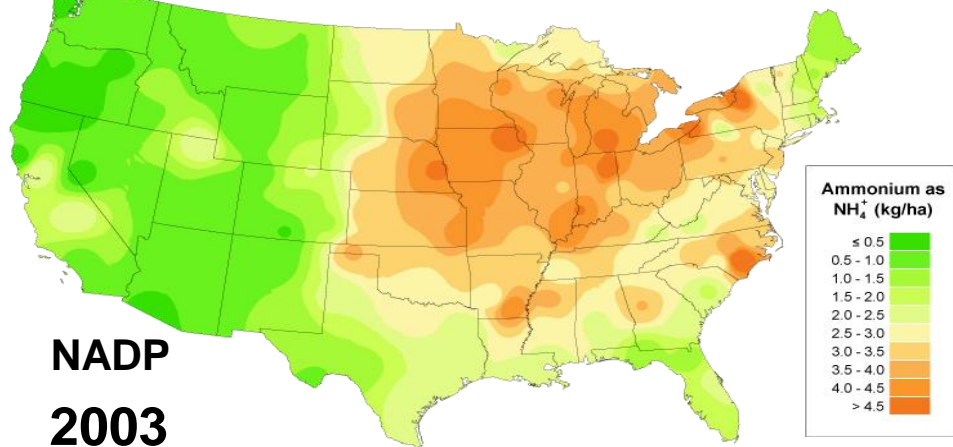 NADP
2003
Ammonium as
NH₄⁺ (kg/ha)
≤ 0.5
0.5 - 1.0
1.0 - 1.5
1.5 - 2.0
2.0 - 2.5
2.5 - 3.0
3.0 - 3.5
3.5 - 4.0
4.0 - 4.5
> 4.5